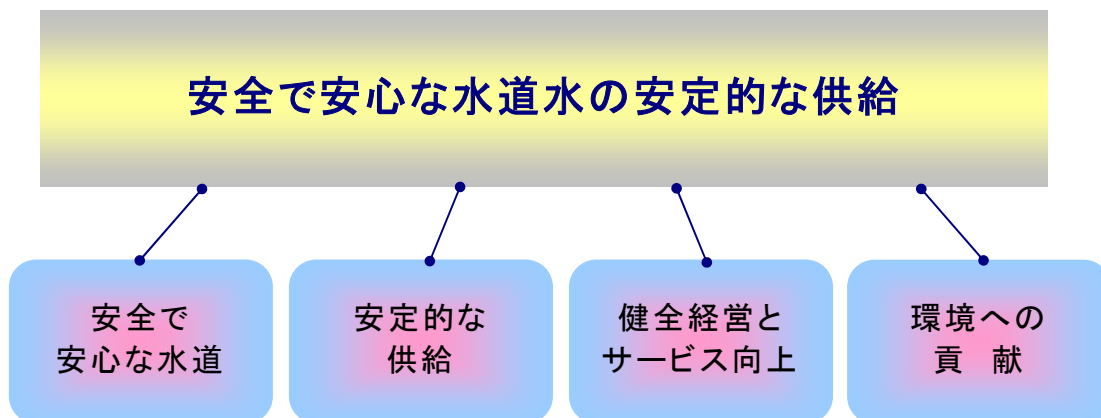 安全で安心な水道水の安定的な供給
安全で
安心な水道
安定的な
供給
健全経営と
サービス向上
環境への
貢　献